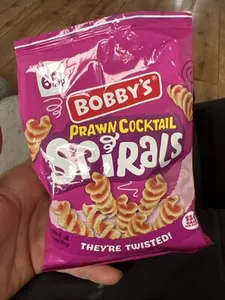 BOBBY'S
PRAWN COCKTAIL
SPIRALS
THEY'RE TWISTED!